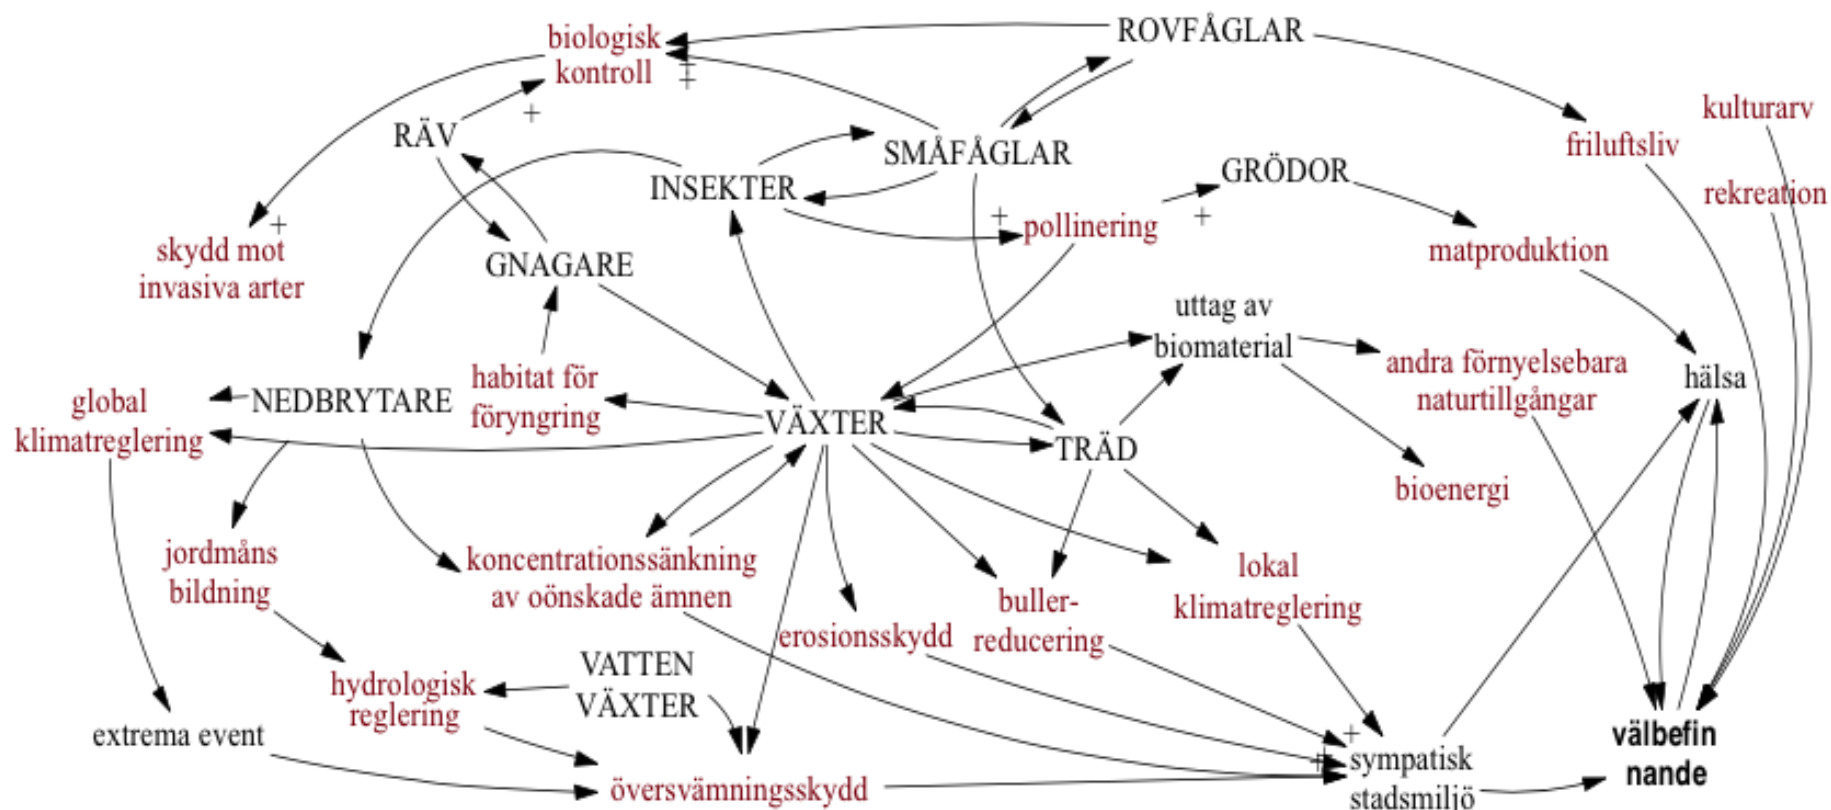 ROVFÅGLAR
biologisk
kontroll
+
+
kulturarv
RÄV
+
friluftsliv
SMÅFÅGLAR
GRÖDOR
INSEKTER
rekreation
+
+
+
pollinering
skydd mot
invasiva arter
matproduktion
GNAGARE
uttag av
biomaterial
andra förnyelsebara
naturtillgångar
hälsa
habitat för
föryngring
global
klimatreglering
NEDBRYTARE
VÄXTER
TRÄD
bioenergi
jordmåns
bildning
koncentrationssänkning
av oönskade ämnen
lokal
klimatreglering
buller-
reducering
erosionsskydd
VATTEN
VÄXTER
hydrologisk
reglering
extrema event
+
+
sympatisk
stadsmiljö
välbefin
nande
översvämningsskydd